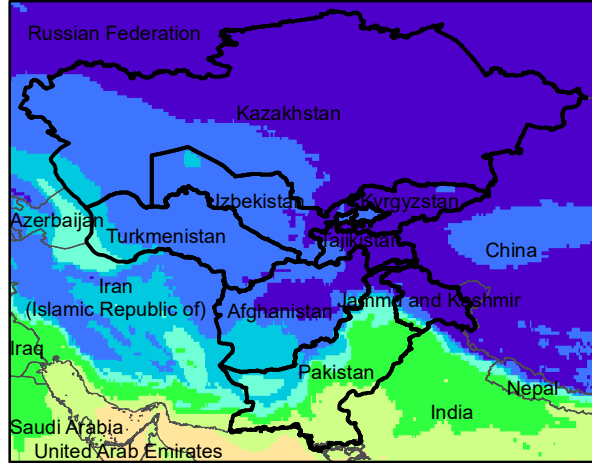 Russian Federation
Kazakhstan
Uzbekistan
Kyrgyzstan
Azerbaijan
Turkmenistan
Tajikistan
China
Iran
(Islamic Republic of)
Afghanistan
Jammu and Kashmir
Iraq
Pakistan
Nepal
India
Saudi Arabia
United Arab Emirates